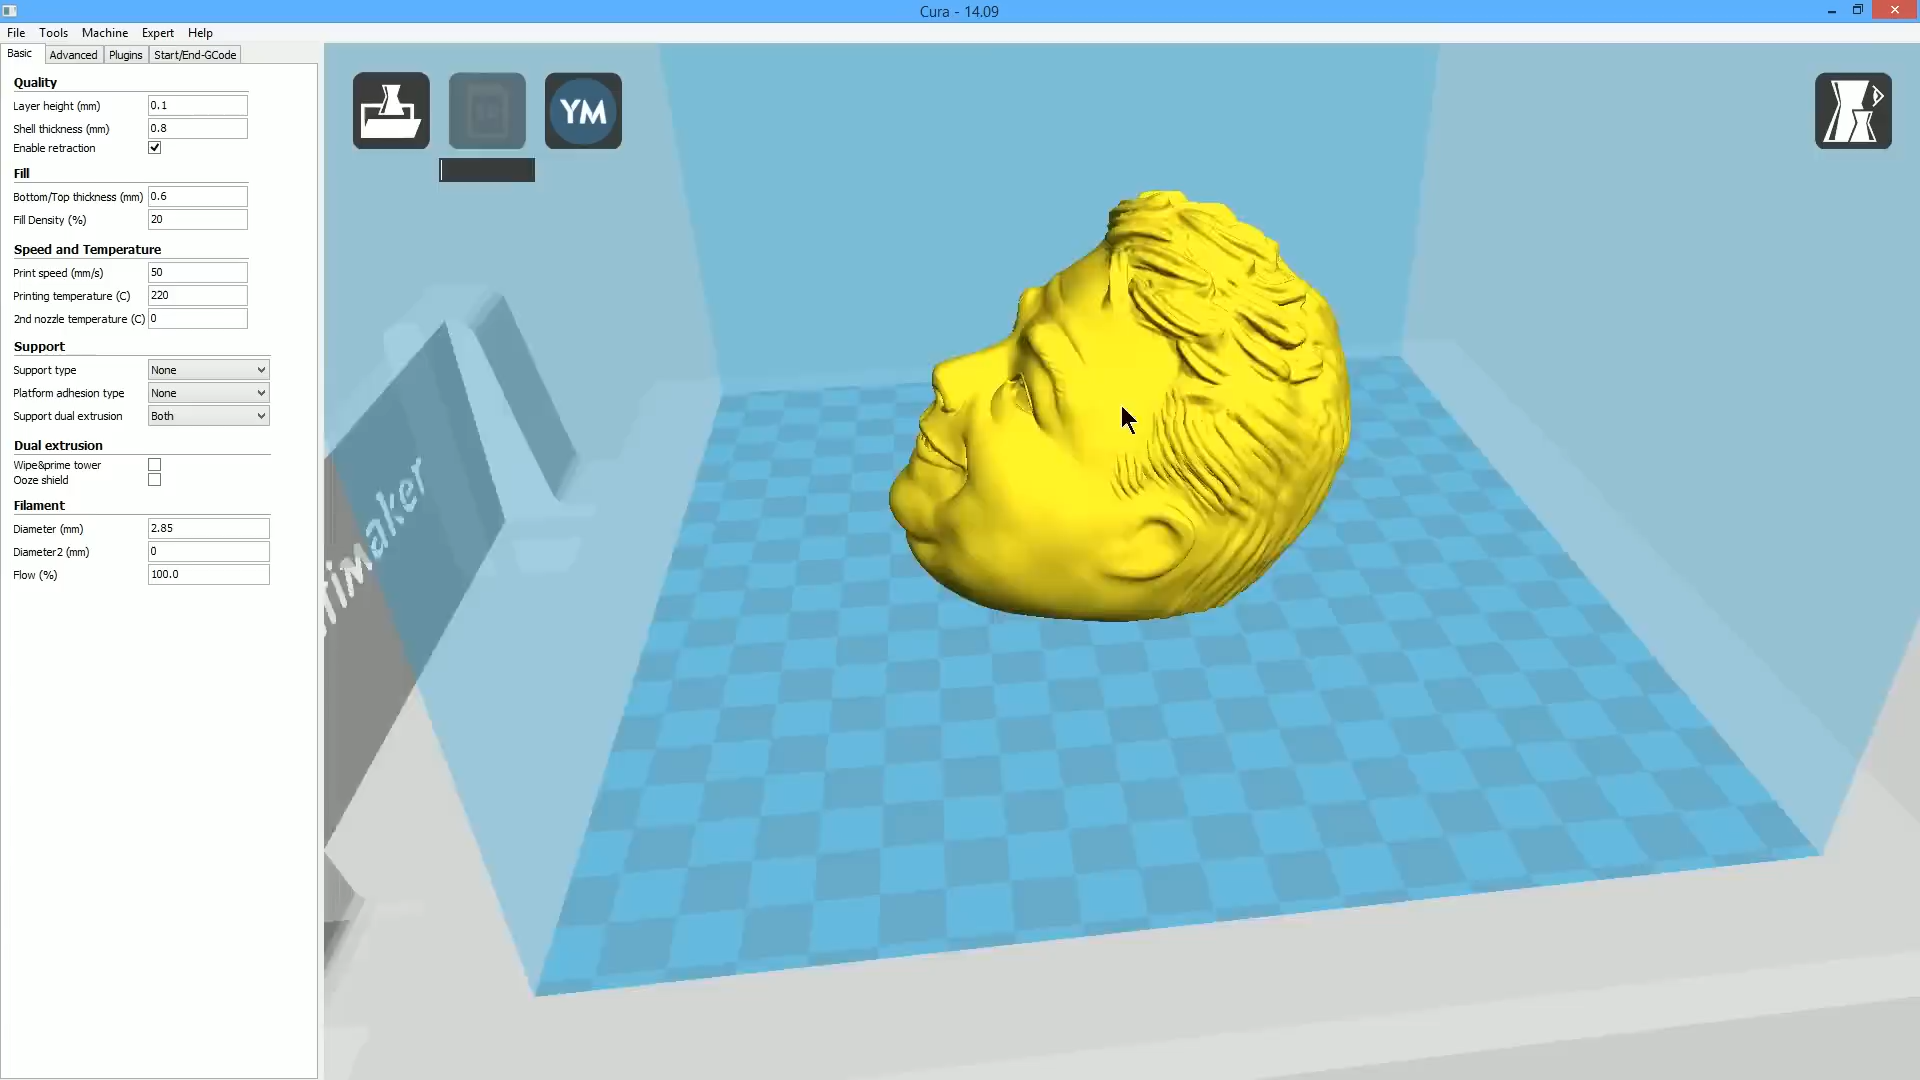 Cura - 14.09
File Tools Machine Expert Help
Basic Advanced Plugins Start/End-GCode
Quality
Layer height (mm) 0.1
Shell thickness (mm) 0.8
Enable retraction
Fill
Bottom/Top thickness (mm) 0.6
Fill Density (%) 20
Speed and Temperature
Print speed (mm/s) 50
Printing temperature (C) 220
2nd nozzle temperature (C) 0
Support
Support type None
Platform adhesion type None
Support dual extrusion Both
Dual extrusion
Wipe&prime tower
Ooze shield
Filament
Diameter (mm) 2.85
Diameter2 (mm) 0
Flow (%) 100.0
YM
timaker